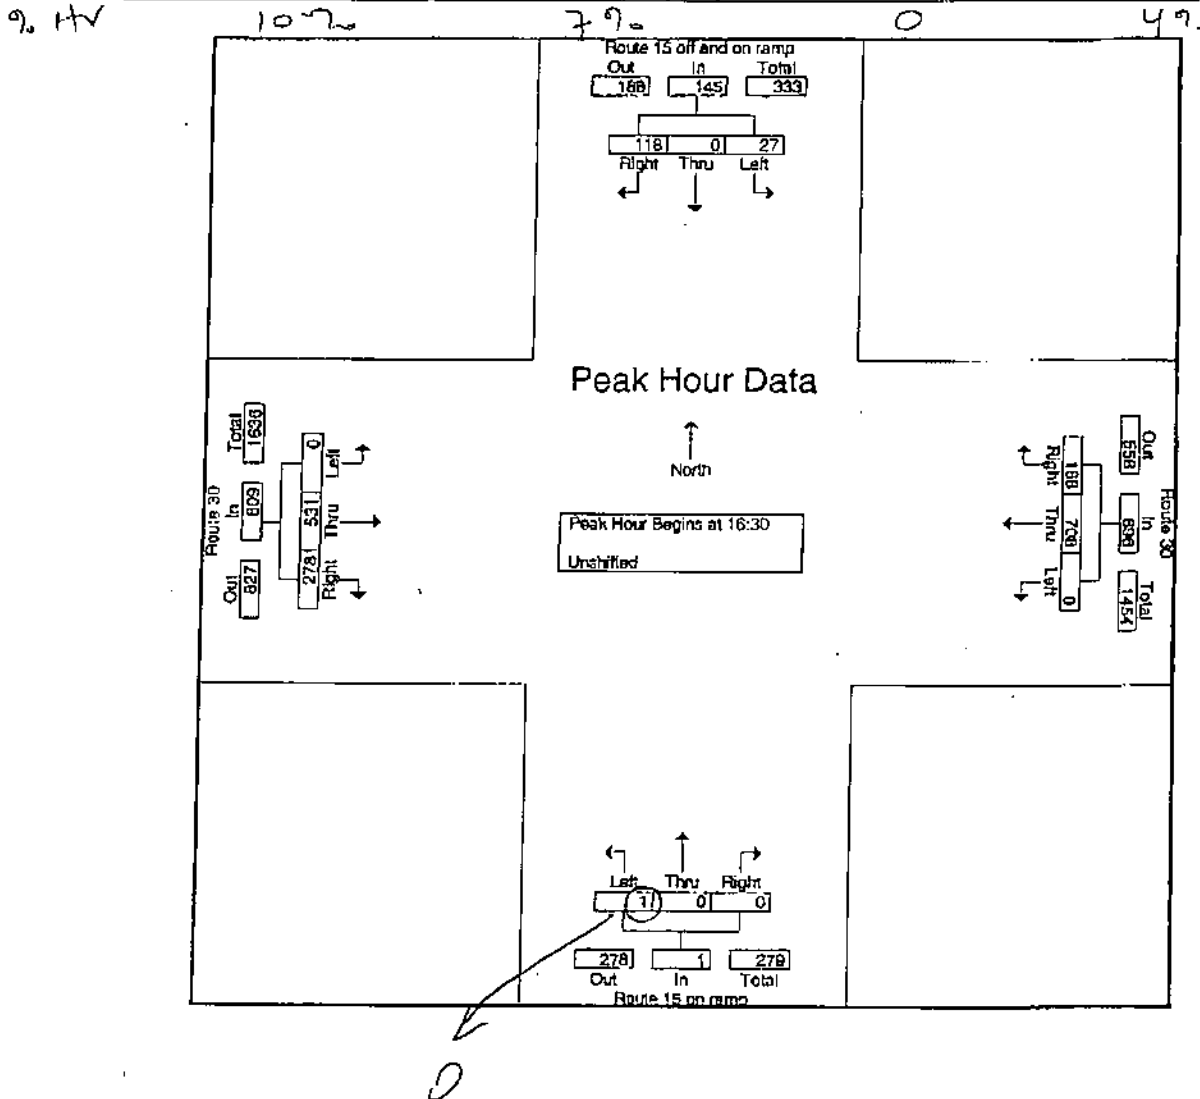 % HV 10% 7% 0 4%
Route 15 off and on ramp
Out In Total
188 145 333
118 0 27
Right Thru Left
Peak Hour Data
North
Peak Hour Begins at 16:30
Unshifted
Route 30
Total In Out
1636 809 827
0 531 278
Left Thru Right
Route 30
Out In Total
558 896 1454
188 708 0
Right Thru Left
Left Thru Right
1 0 0
278 1 279
Out In Total
Route 15 on ramp
0